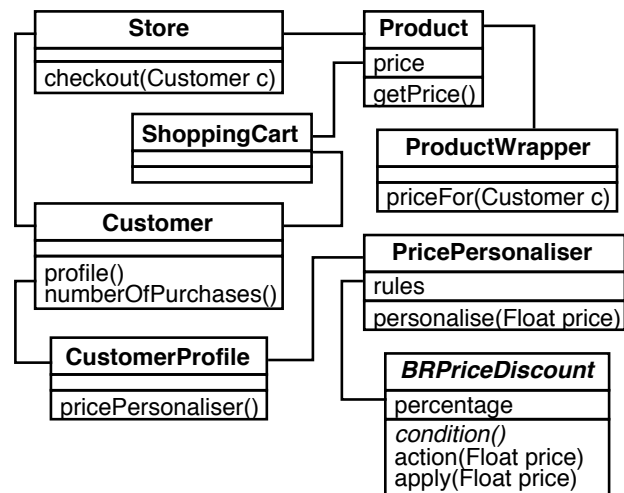 Store
checkout(Customer c)
Product
price
getPrice()
ShoppingCart
ProductWrapper
priceFor(Customer c)
Customer
profile()
numberOfPurchases()
PricePersonaliser
rules
personalise(Float price)
CustomerProfile
pricePersonaliser()
BRPriceDiscount
percentage
condition()
action(Float price)
apply(Float price)